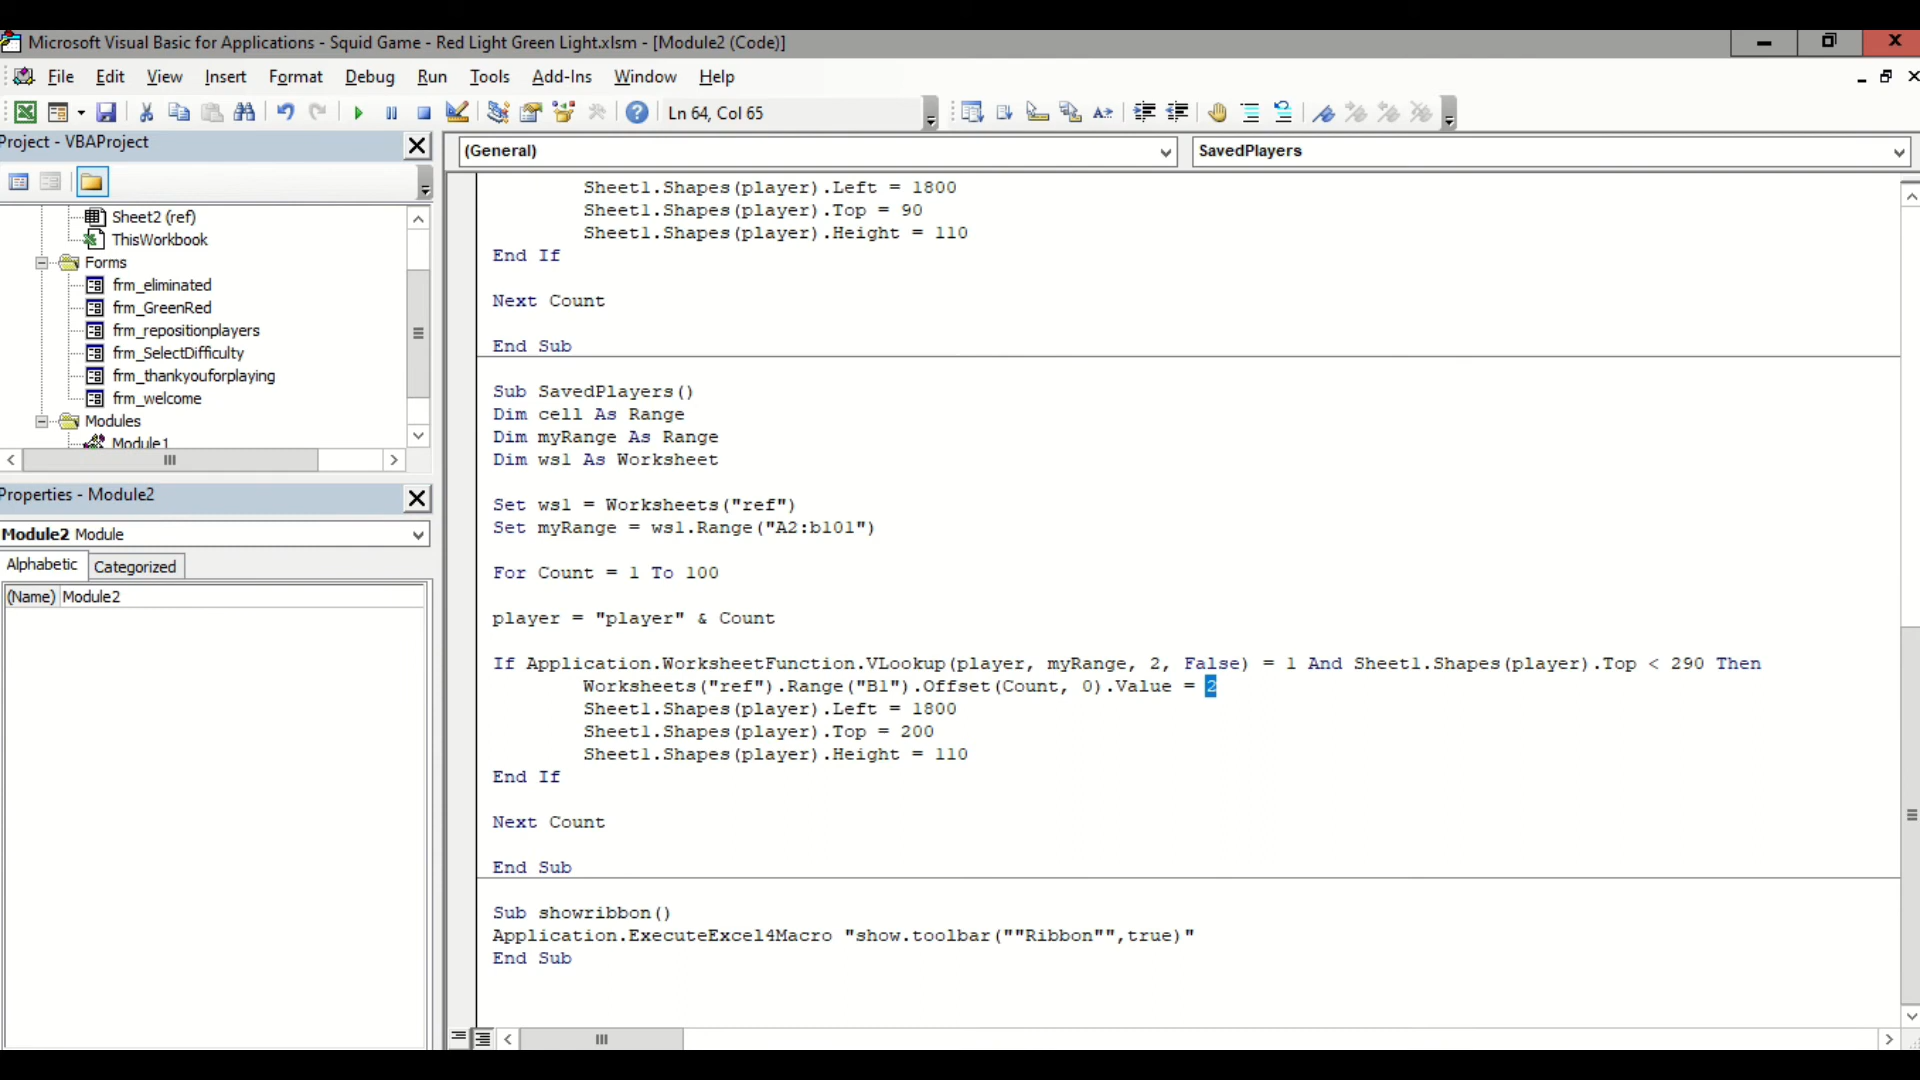 Microsoft Visual Basic for Applications - Squid Game - Red Light Green Light.xlsm - [Module2 (Code)]
File Edit View Insert Format Debug Run Tools Add-Ins Window Help
Ln 64, Col 65
Project - VBAProject
Sheet2 (ref)
ThisWorkbook
Forms
frm_eliminated
frm_GreenRed
frm_repositionplayers
frm_SelectDifficulty
frm_thankyouforplaying
frm_welcome
Modules
Module1
Properties - Module2
Module2 Module
Alphabetic Categorized
(Name) Module2
(General) SavedPlayers
Sheet1.Shapes(player).Left = 1800
Sheet1.Shapes(player).Top = 90
Sheet1.Shapes(player).Height = 110
End If
Next Count
End Sub
Sub SavedPlayers()
Dim cell As Range
Dim myRange As Range
Dim ws1 As Worksheet
Set ws1 = Worksheets("ref")
Set myRange = ws1.Range("A2:b101")
For Count = 1 To 100
player = "player" & Count
If Application.WorksheetFunction.VLookup(player, myRange, 2, False) = 1 And Sheet1.Shapes(player).Top < 290 Then
Worksheets("ref").Range("B1").Offset(Count, 0).Value = 2
Sheet1.Shapes(player).Left = 1800
Sheet1.Shapes(player).Top = 200
Sheet1.Shapes(player).Height = 110
End If
Next Count
End Sub
Sub showribbon()
Application.ExecuteExcel4Macro "show.toolbar(""Ribbon"",true)"
End Sub